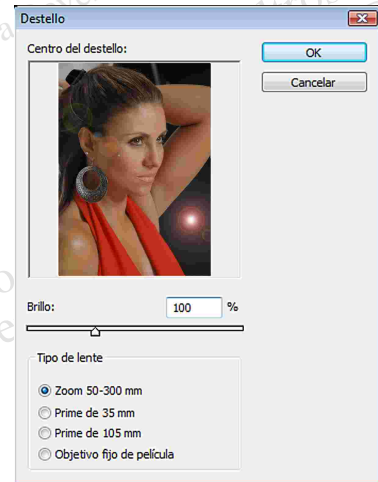 Destello
Centro del destello:
OK
Cancelar
Brillo:
100 %
Tipo de lente
Zoom 50-300 mm
Prime de 35 mm
Prime de 105 mm
Objetivo fijo de película